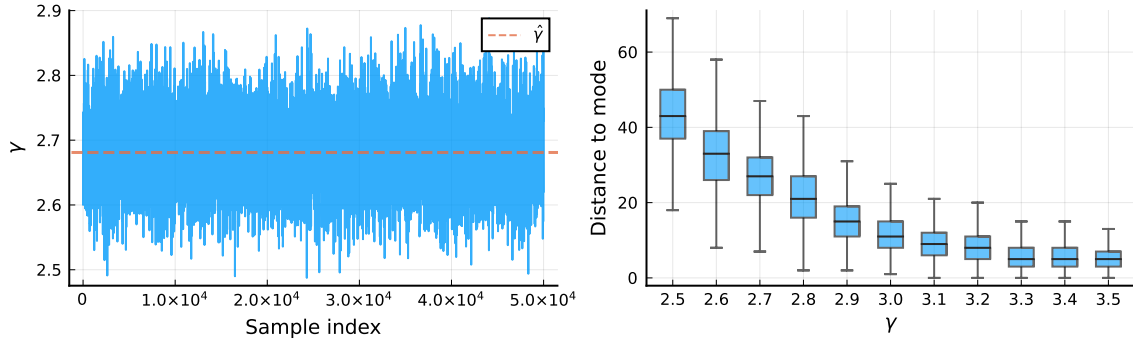 2.9
2.8
2.7
2.6
2.5
γ
γ̂
0
1.0×10⁴
2.0×10⁴
3.0×10⁴
4.0×10⁴
5.0×10⁴
Sample index
60
40
20
0
Distance to mode
2.5 2.6 2.7 2.8 2.9 3.0 3.1 3.2 3.3 3.4 3.5
γ